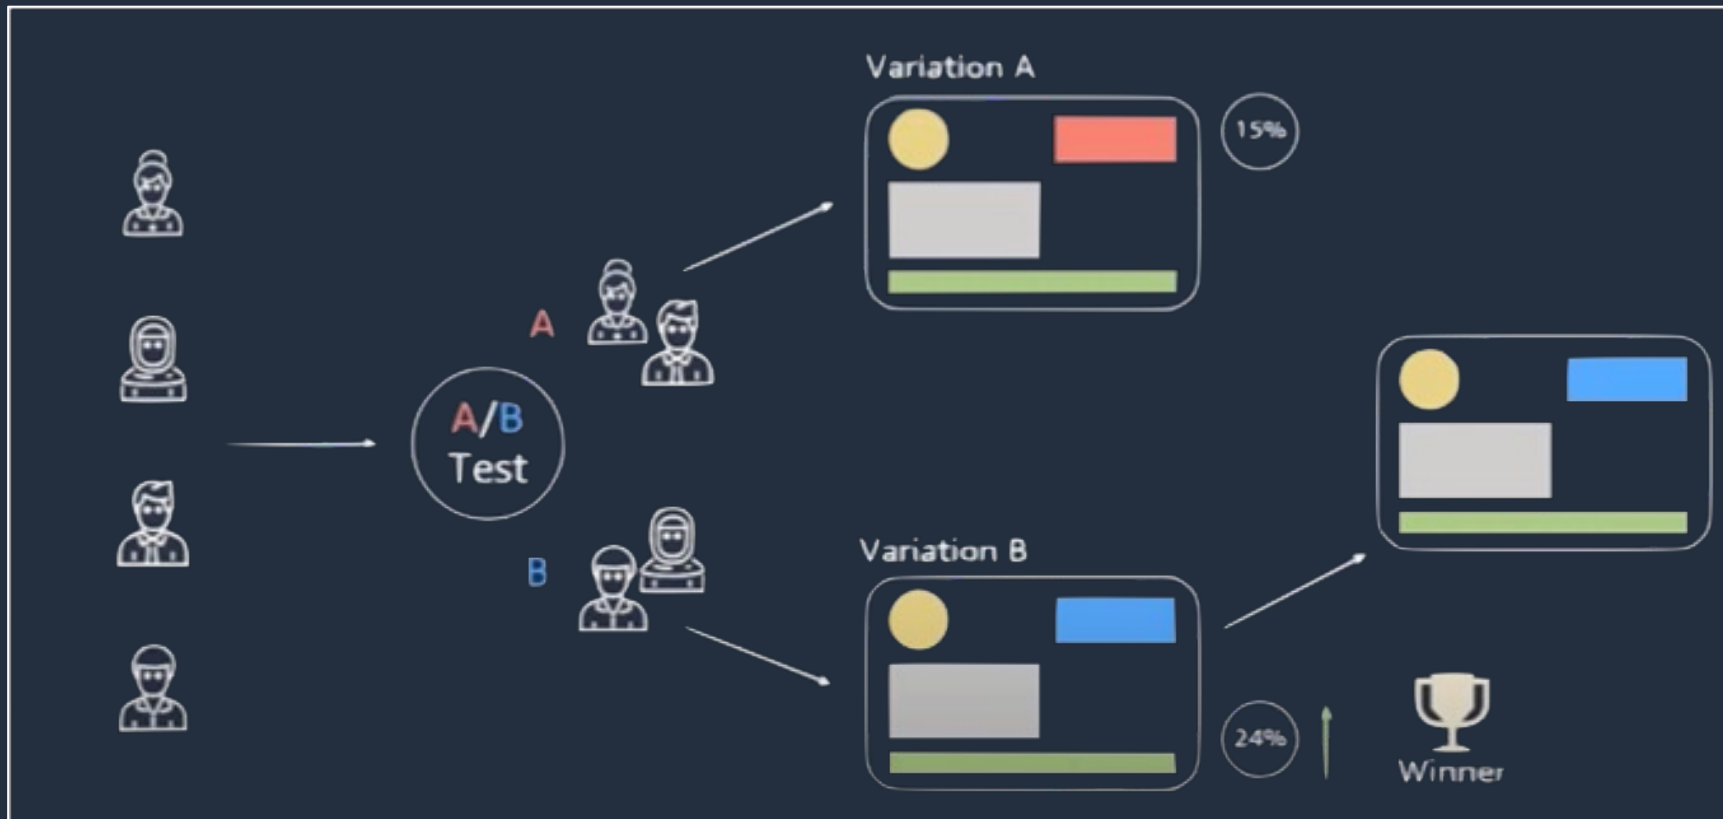 Variation A
15%
A
A/B
Test
B
Variation B
24%
Winner